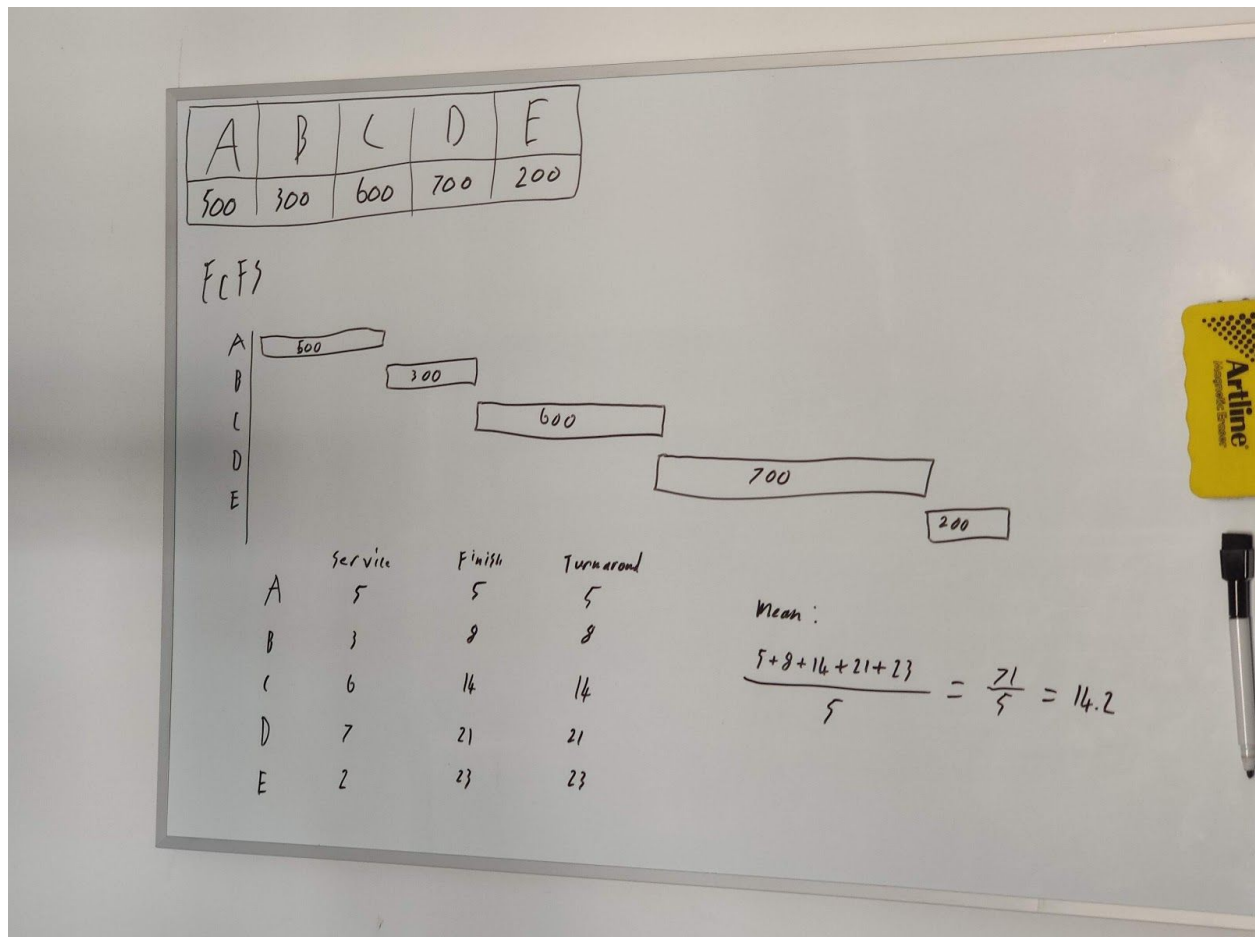 A B C D E
500 300 600 700 200
FCFS
A 500
B 300
C 600
D 700
E 200
Service Finish Turnaround
A 5 5 5
B 3 8 8
C 6 14 14
D 7 21 21
E 2 23 23
Mean:
5+8+14+21+23
5
= 71
5
= 14.2
Artline
Magnetic Eraser